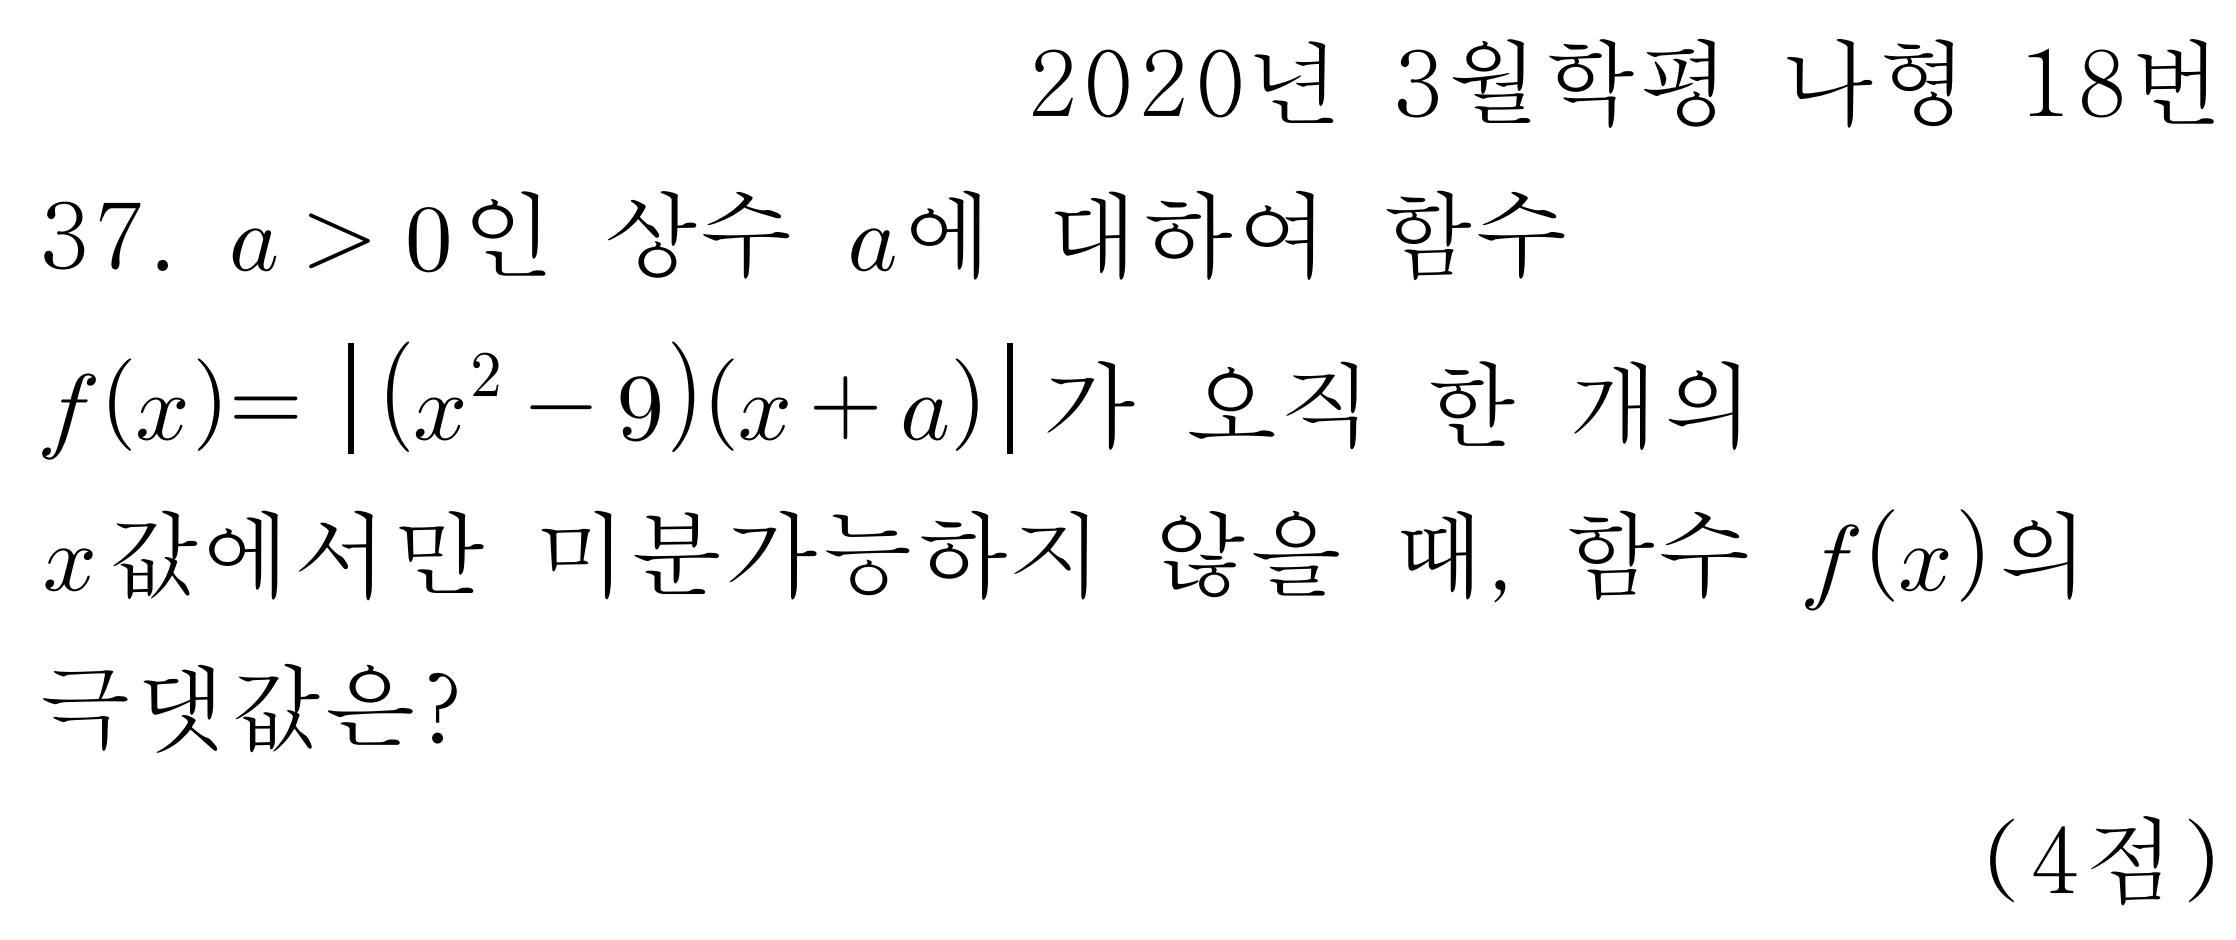 2020년 3월학평 나형 18번
37. a > 0인 상수 a에 대하여 함수
f(x)= |(x² − 9)(x + a)|가 오직 한 개의
x값에서만 미분가능하지 않을 때, 함수 f(x)의
극댓값은?
(4점)